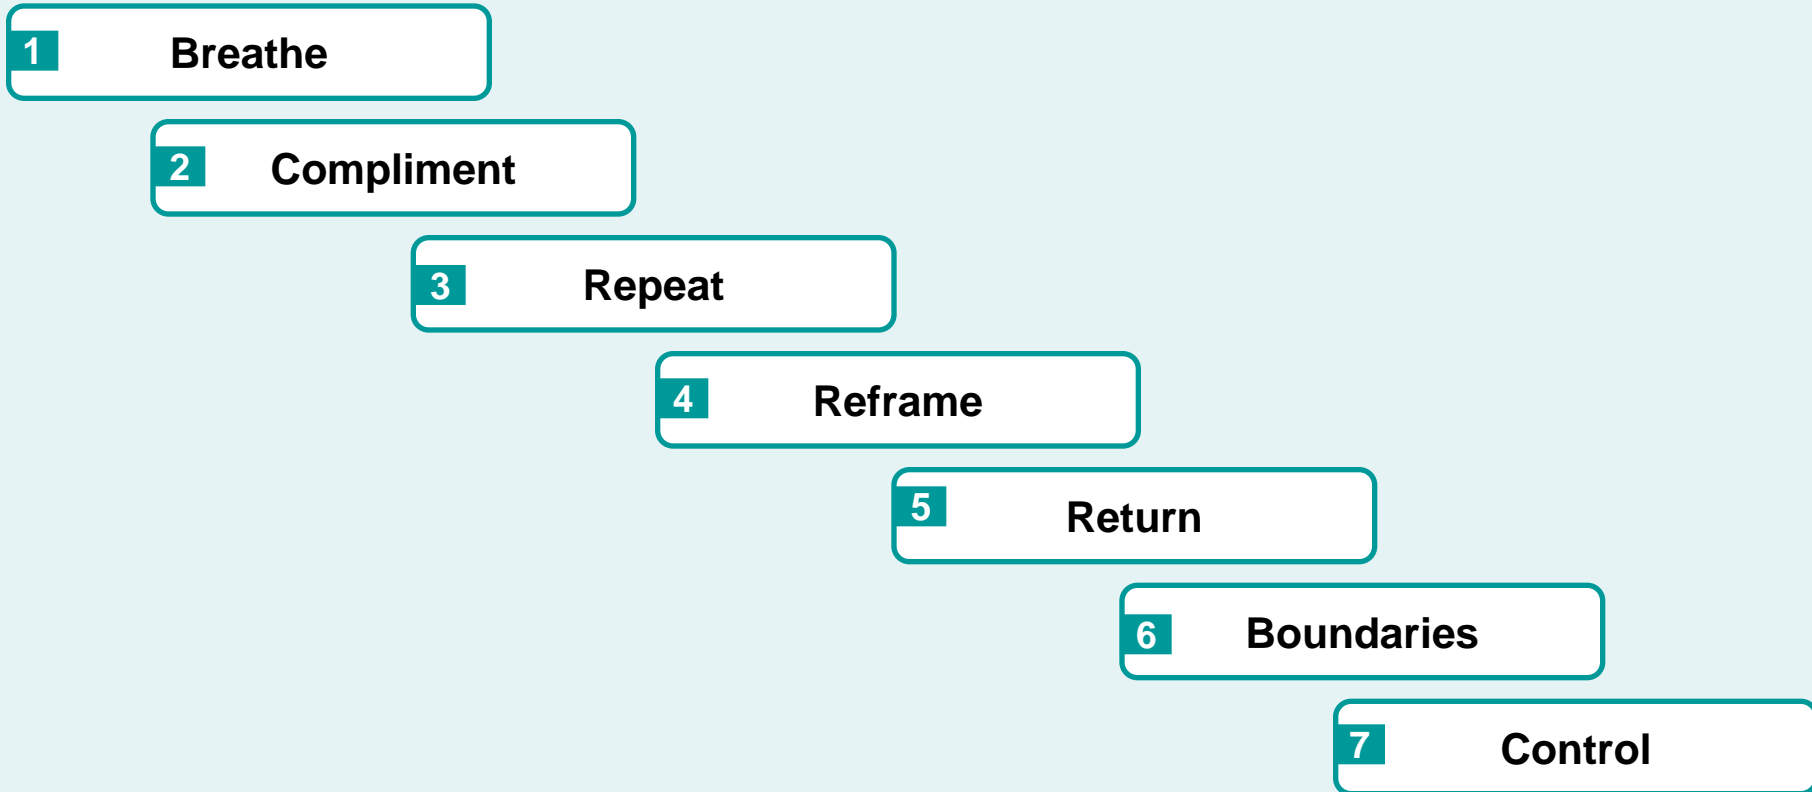 1 Breathe
2 Compliment
3 Repeat
4 Reframe
5 Return
6 Boundaries
7 Control